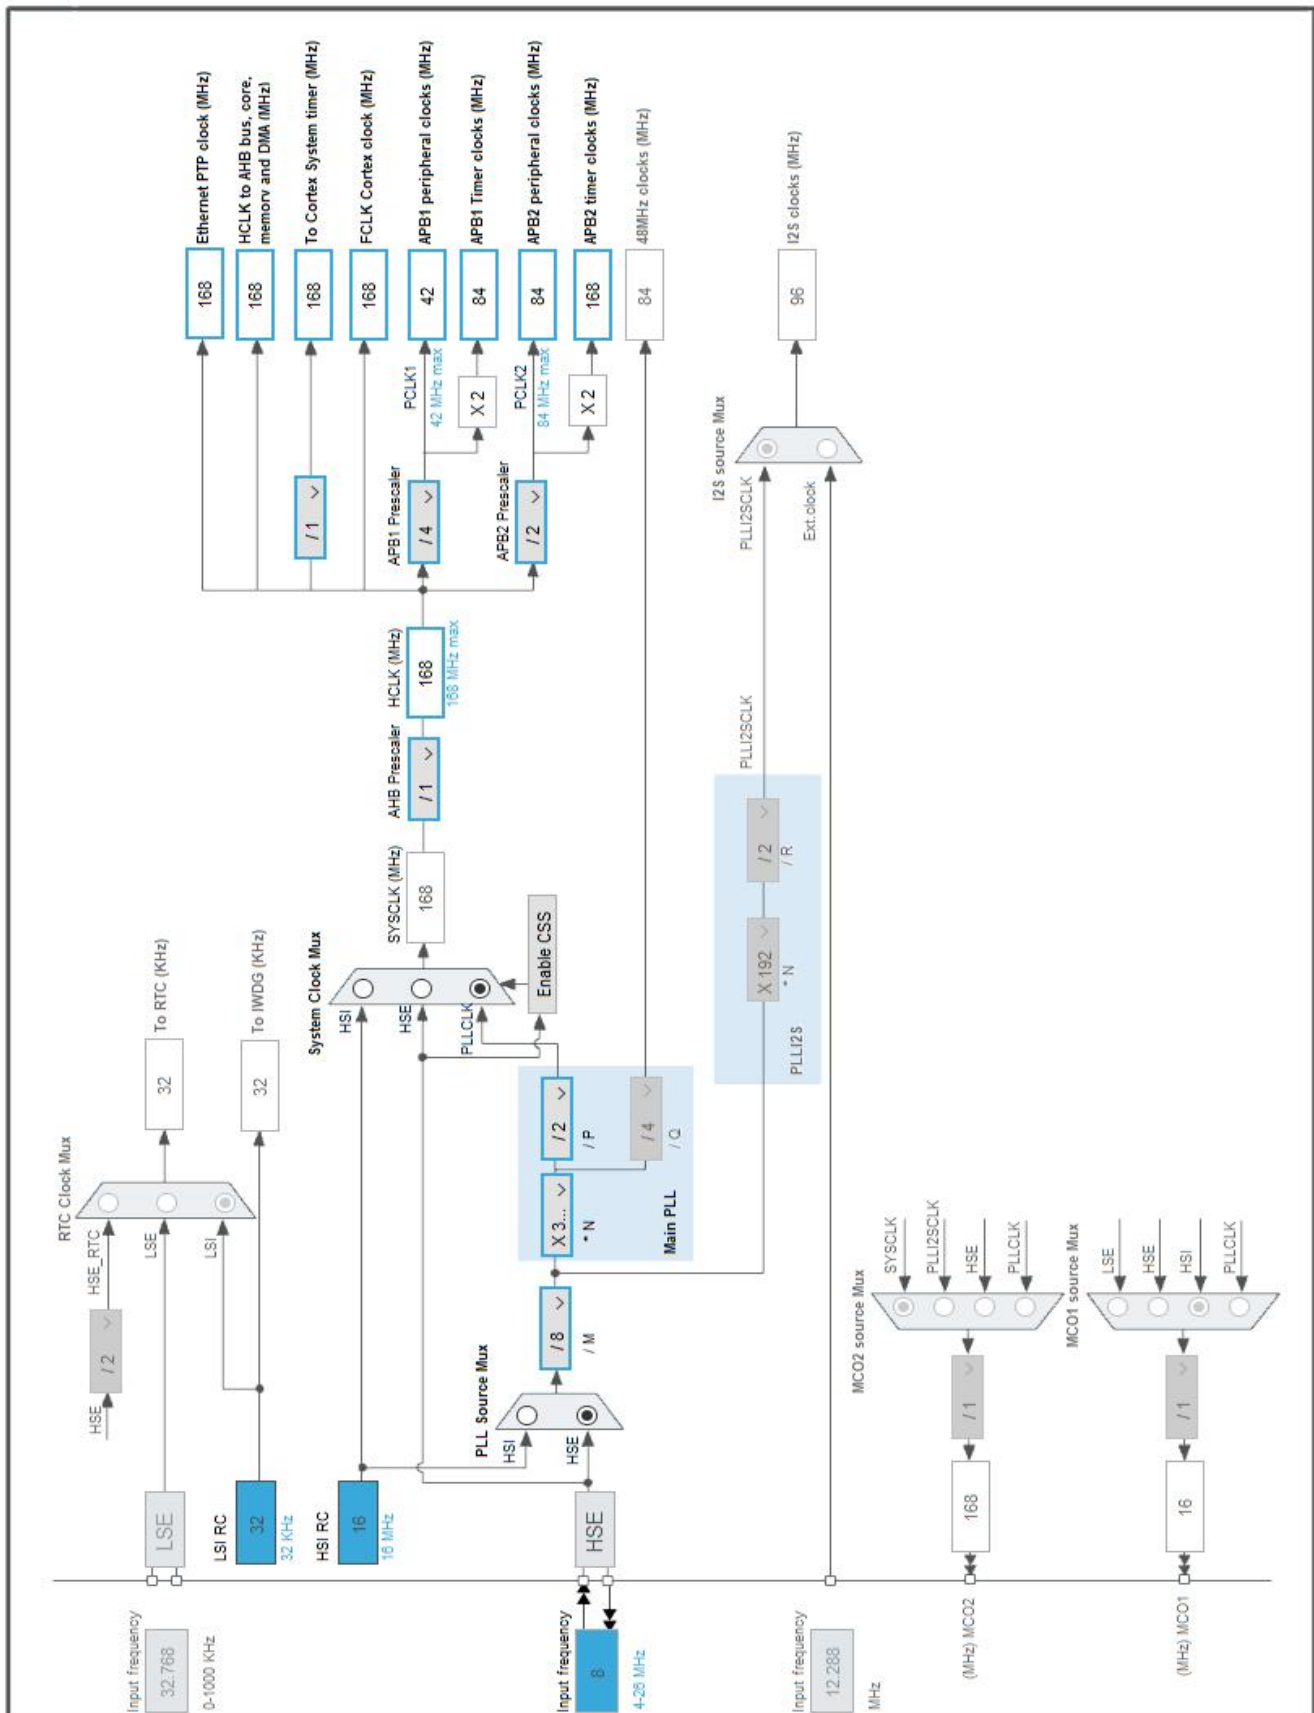 Input frequency
32.768
0-1000 KHz
LSE
HSE
/ 2
HSE_RTC
LSE
LSI
RTC Clock Mux
32
To RTC (KHz)
LSI RC
32
32 KHz
32
To IWDG (KHz)
HSI RC
16
16 MHz
System Clock Mux
HSI
HSE
PLLCLK
Enable CSS
SYSCLK (MHz)
168
AHB Prescaler
/ 1
HCLK (MHz)
168
168 MHz max
168
Ethernet PTP clock (MHz)
168
HCLK to AHB bus, core,
memory and DMA (MHz)
/ 1
168
To Cortex System timer (MHz)
168
FCLK Cortex clock (MHz)
APB1 Prescaler
/ 4
PCLK1
42 MHz max
42
APB1 peripheral clocks (MHz)
X 2
84
APB1 Timer clocks (MHz)
APB2 Prescaler
/ 2
PCLK2
84 MHz max
84
APB2 peripheral clocks (MHz)
X 2
168
APB2 timer clocks (MHz)
84
48MHz clocks (MHz)
Input frequency
8
4-26 MHz
HSE
PLL Source Mux
HSI
HSE
/ 8
/ M
X 3...
* N
/ 2
/ P
/ 4
/ Q
Main PLL
PLLI2S
X 192
* N
/ 2
/ R
PLLI2SCLK
PLLI2SCLK
Ext.clock
I2S source Mux
96
I2S clocks (MHz)
Input frequency
12.288
MHz
MCO2 source Mux
SYSCLK
PLLI2SCLK
HSE
PLLCLK
/ 1
168
(MHz) MCO2
MCO1 source Mux
LSE
HSE
HSI
PLLCLK
/ 1
16
(MHz) MCO1